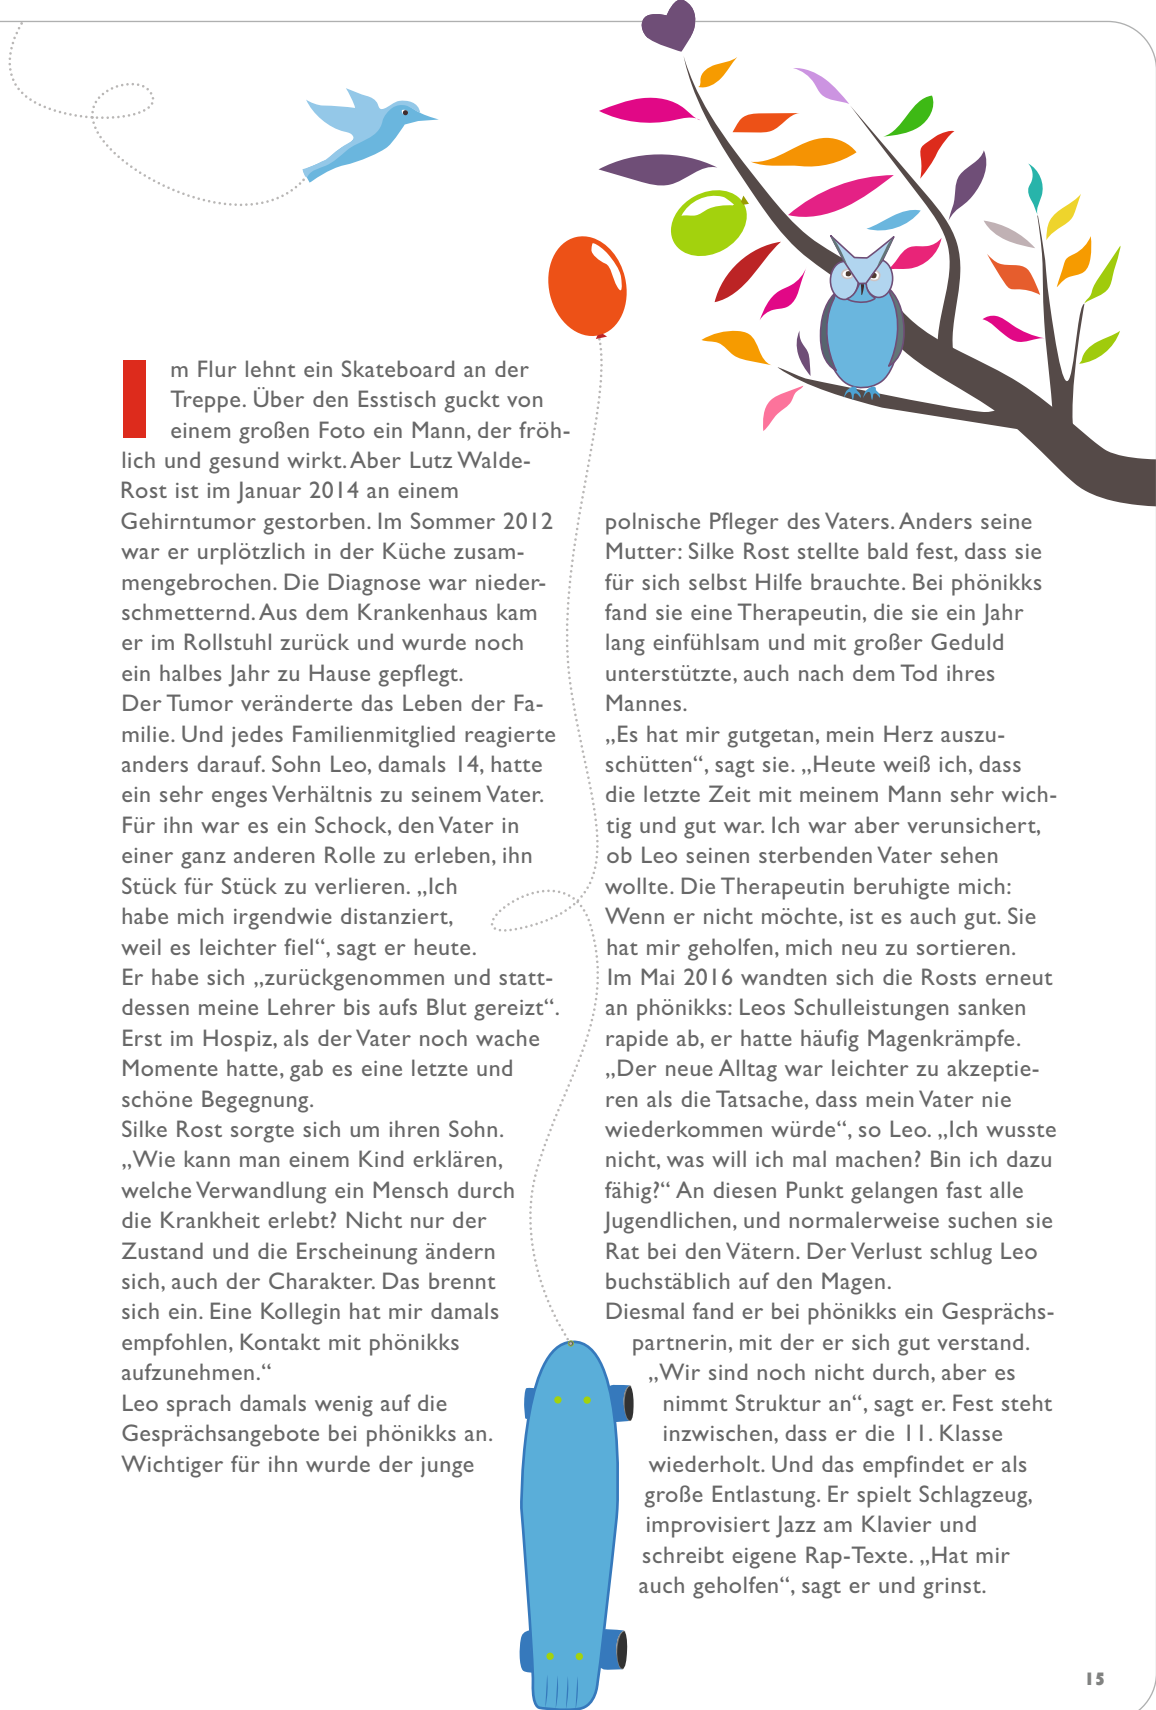 Im Flur lehnt ein Skateboard an der
Treppe. Über den Esstisch guckt von
einem großen Foto ein Mann, der fröh-
lich und gesund wirkt. Aber Lutz Walde-
Rost ist im Januar 2014 an einem
Gehirntumor gestorben. Im Sommer 2012
war er urplötzlich in der Küche zusam-
mengebrochen. Die Diagnose war nieder-
schmetternd. Aus dem Krankenhaus kam
er im Rollstuhl zurück und wurde noch
ein halbes Jahr zu Hause gepflegt.
Der Tumor veränderte das Leben der Fa-
milie. Und jedes Familienmitglied reagierte
anders darauf. Sohn Leo, damals 14, hatte
ein sehr enges Verhältnis zu seinem Vater.
Für ihn war es ein Schock, den Vater in
einer ganz anderen Rolle zu erleben, ihn
Stück für Stück zu verlieren. „Ich
habe mich irgendwie distanziert,
weil es leichter fiel“, sagt er heute.
Er habe sich „zurückgenommen und statt-
dessen meine Lehrer bis aufs Blut gereizt“.
Erst im Hospiz, als der Vater noch wache
Momente hatte, gab es eine letzte und
schöne Begegnung.
Silke Rost sorgte sich um ihren Sohn.
„Wie kann man einem Kind erklären,
welche Verwandlung ein Mensch durch
die Krankheit erlebt? Nicht nur der
Zustand und die Erscheinung ändern
sich, auch der Charakter. Das brennt
sich ein. Eine Kollegin hat mir damals
empfohlen, Kontakt mit phönikks
aufzunehmen.“
Leo sprach damals wenig auf die
Gesprächsangebote bei phönikks an.
Wichtiger für ihn wurde der junge
polnische Pfleger des Vaters. Anders seine
Mutter: Silke Rost stellte bald fest, dass sie
für sich selbst Hilfe brauchte. Bei phönikks
fand sie eine Therapeutin, die sie ein Jahr
lang einfühlsam und mit großer Geduld
unterstützte, auch nach dem Tod ihres
Mannes.
„Es hat mir gutgetan, mein Herz auszu-
schütten“, sagt sie. „Heute weiß ich, dass
die letzte Zeit mit meinem Mann sehr wich-
tig und gut war. Ich war aber verunsichert,
ob Leo seinen sterbenden Vater sehen
wollte. Die Therapeutin beruhigte mich:
Wenn er nicht möchte, ist es auch gut. Sie
hat mir geholfen, mich neu zu sortieren.
Im Mai 2016 wandten sich die Rosts erneut
an phönikks: Leos Schulleistungen sanken
rapide ab, er hatte häufig Magenkrämpfe.
„Der neue Alltag war leichter zu akzeptie-
ren als die Tatsache, dass mein Vater nie
wiederkommen würde“, so Leo. „Ich wusste
nicht, was will ich mal machen? Bin ich dazu
fähig?“ An diesen Punkt gelangen fast alle
Jugendlichen, und normalerweise suchen sie
Rat bei den Vätern. Der Verlust schlug Leo
buchstäblich auf den Magen.
Diesmal fand er bei phönikks ein Gesprächs-
partnerin, mit der er sich gut verstand.
„Wir sind noch nicht durch, aber es
nimmt Struktur an“, sagt er. Fest steht
inzwischen, dass er die 11. Klasse
wiederholt. Und das empfindet er als
große Entlastung. Er spielt Schlagzeug,
improvisiert Jazz am Klavier und
schreibt eigene Rap-Texte. „Hat mir
auch geholfen“, sagt er und grinst.
15